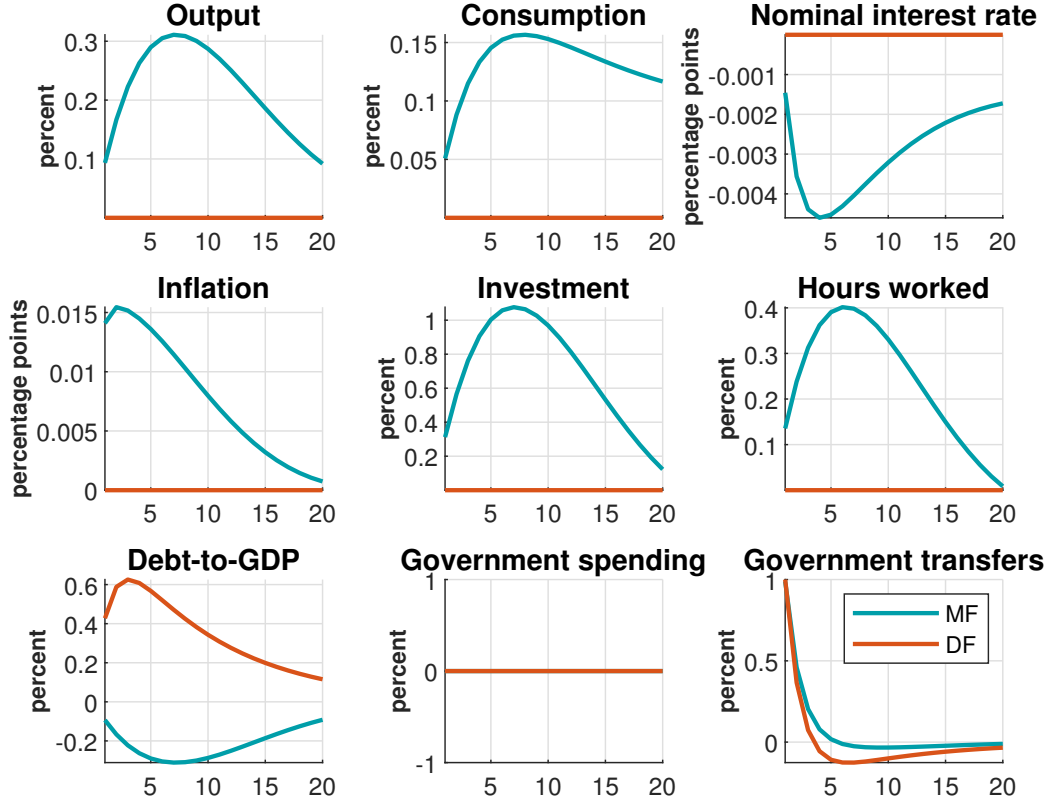 Output
Consumption
Nominal interest rate
percent
0.3
0.2
0.1
5 10 15 20
percent
0.15
0.1
0.05
5 10 15 20
percentage points
-0.001
-0.002
-0.003
-0.004
5 10 15 20
Inflation
Investment
Hours worked
percentage points
0.015
0.01
0.005
0
5 10 15 20
percent
1
0.8
0.6
0.4
0.2
5 10 15 20
percent
0.4
0.3
0.2
0.1
5 10 15 20
Debt-to-GDP
Government spending
Government transfers
percent
0.6
0.4
0.2
0
-0.2
5 10 15 20
percent
1
0
-1
5 10 15 20
percent
1
0.5
0
MF
DF
5 10 15 20